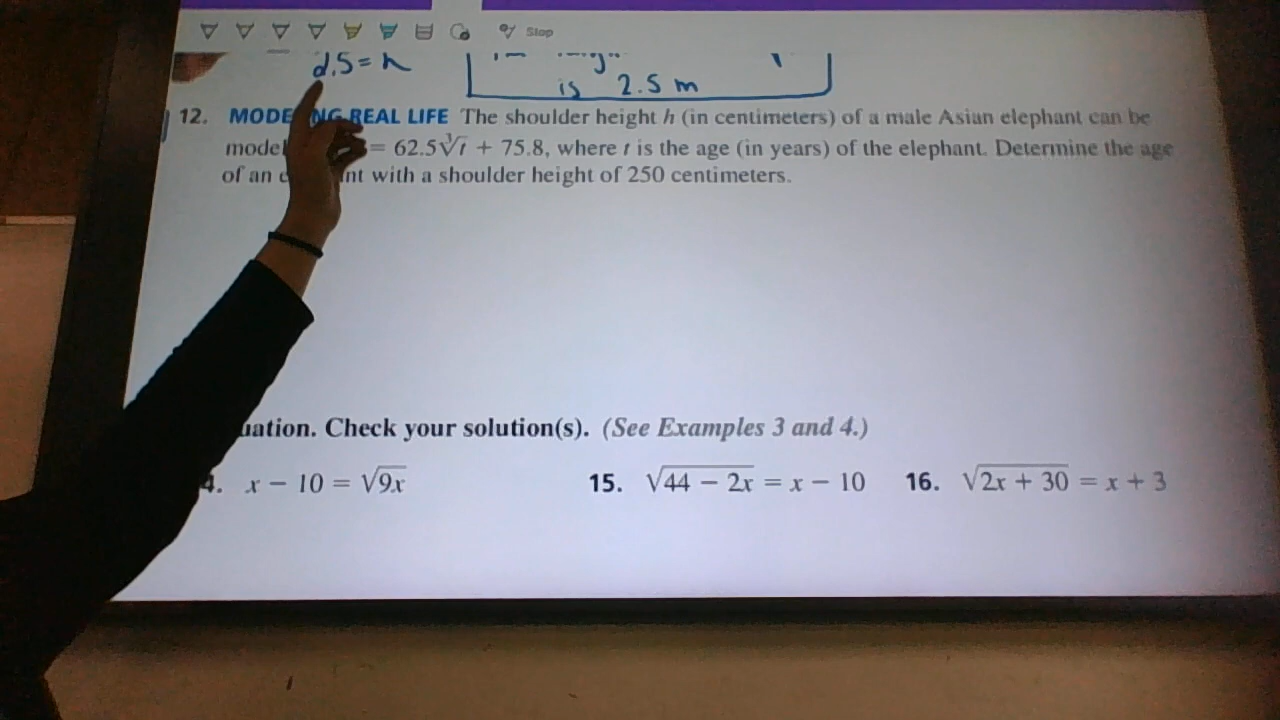 Stop
2.5 = h
is 2.5 m
12. MODE NG REAL LIFE The shoulder height h (in centimeters) of a male Asian elephant can be
model = 62.5∛t + 75.8, where t is the age (in years) of the elephant. Determine the age
of an nt with a shoulder height of 250 centimeters.
uation. Check your solution(s). (See Examples 3 and 4.)
4. x − 10 = √9x 15. √44 − 2x = x − 10 16. √2x + 30 = x + 3